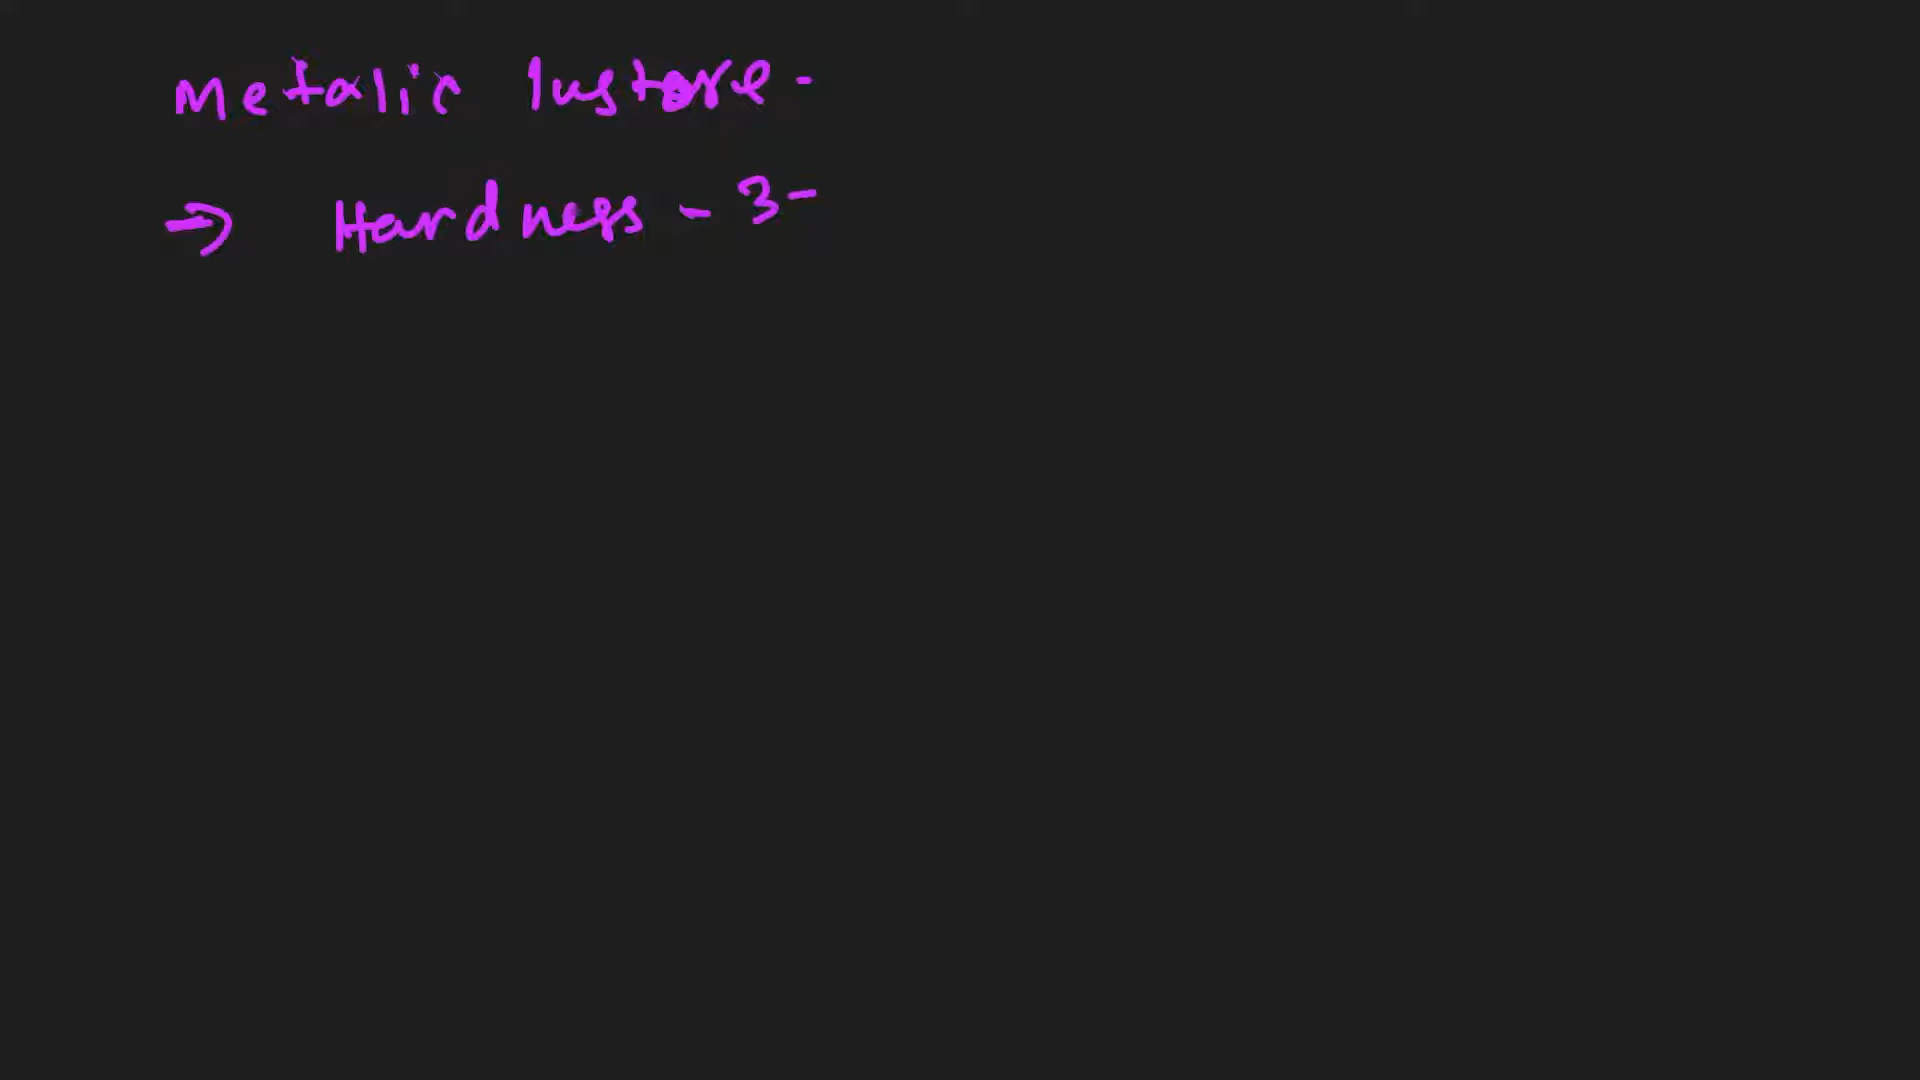 Metalic lustore -
→ Hardness - 3-